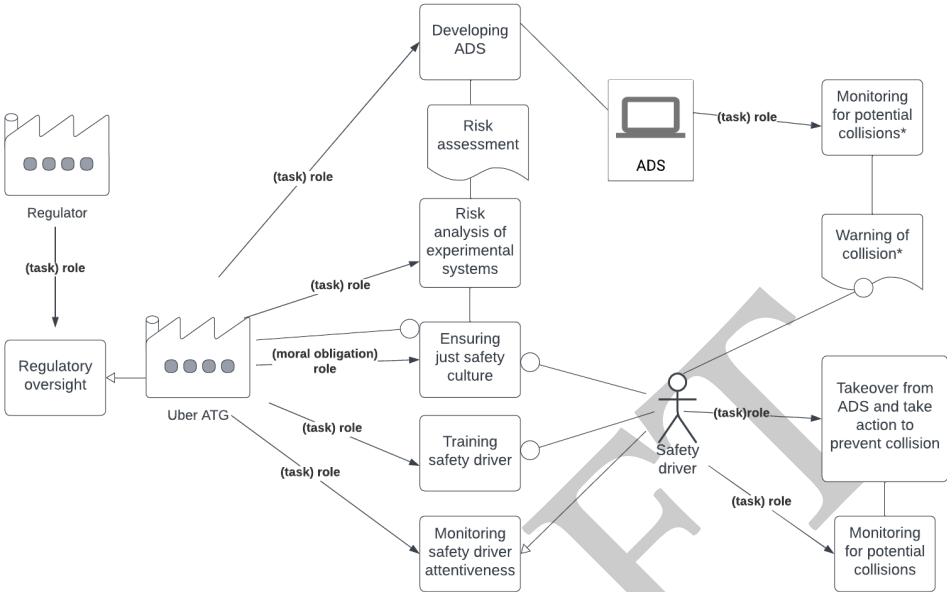 Developing
ADS
Risk
assessment
ADS
(task) role
Monitoring
for potential
collisions*
Regulator
(task) role
(task) role
Risk
analysis of
experimental
systems
(task) role
Warning of
collision*
Regulatory
oversight
Uber ATG
(moral obligation)
role
Ensuring
just safety
culture
(task) role
Training
safety driver
(task) role
Monitoring
safety driver
attentiveness
Safety
driver
(task)role
Takeover from
ADS and take
action to
prevent collision
(task) role
Monitoring
for potential
collisions
FT